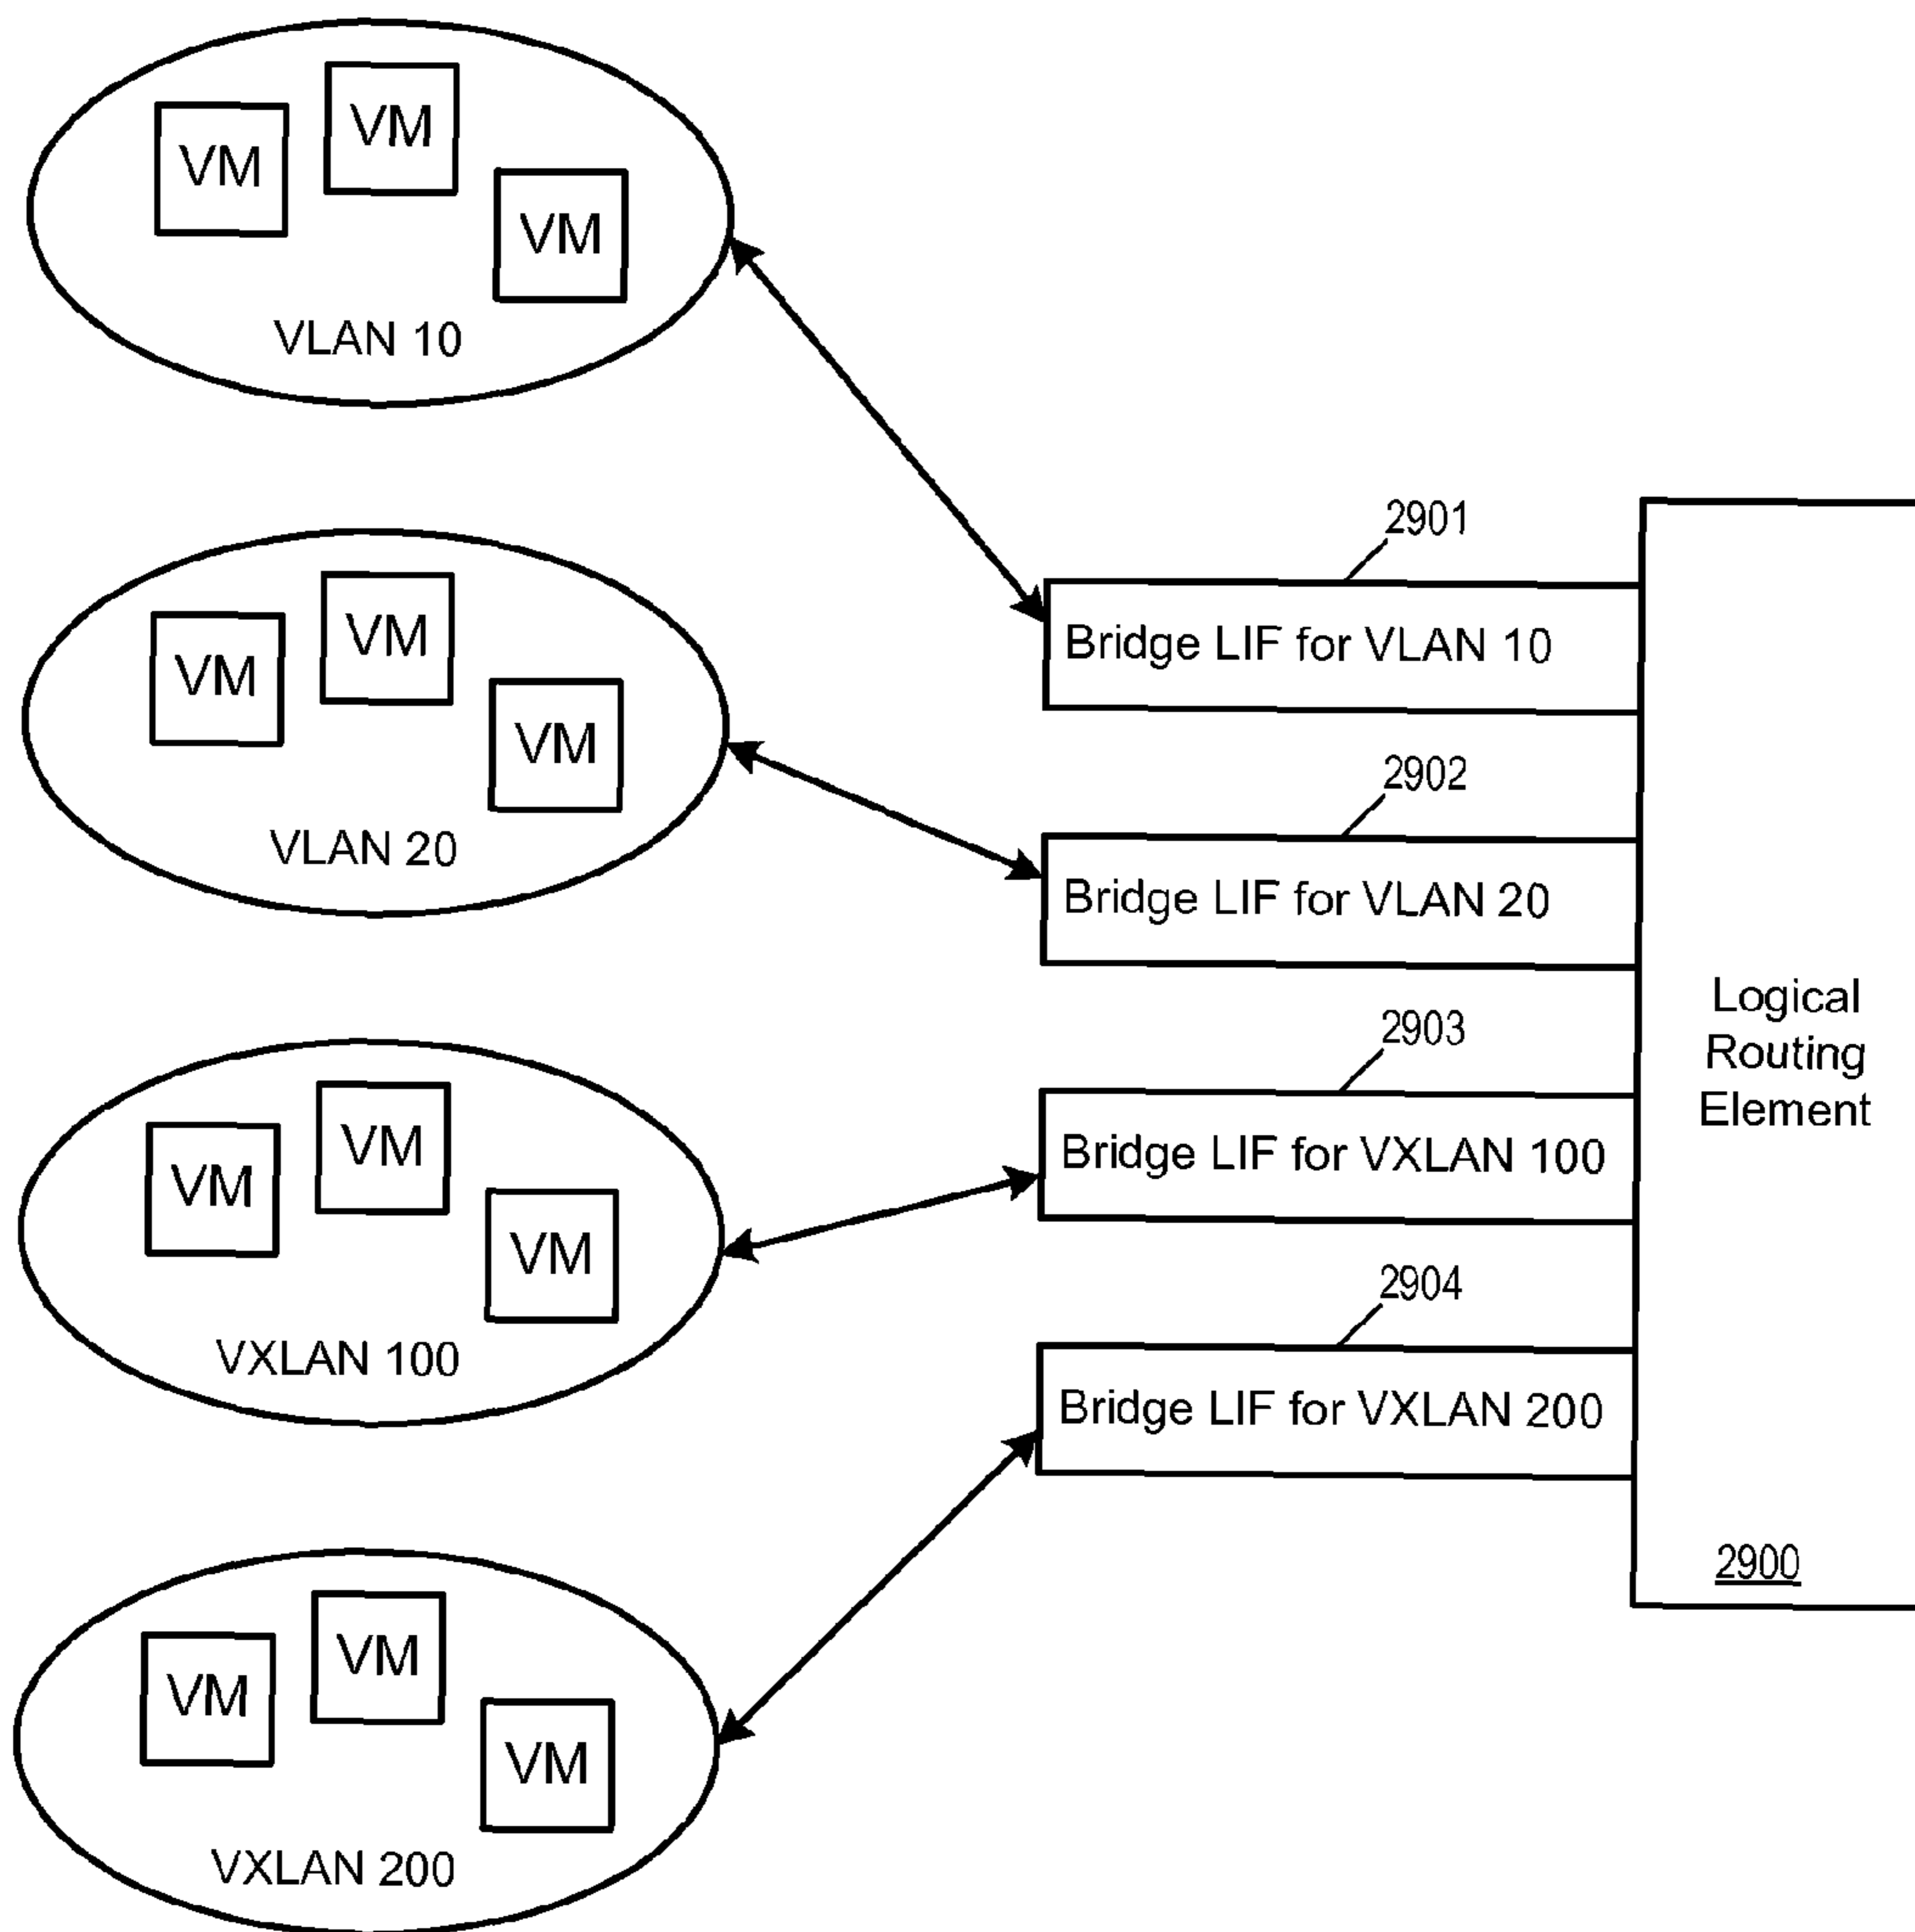 VM
VM
VM
VLAN 10
2901
Bridge LIF for VLAN 10
VM
VM
VM
VLAN 20
2902
Bridge LIF for VLAN 20
Logical
Routing
Element
2903
Bridge LIF for VXLAN 100
VM
VM
VM
VXLAN 100
2904
Bridge LIF for VXLAN 200
2900
VM
VM
VM
VXLAN 200